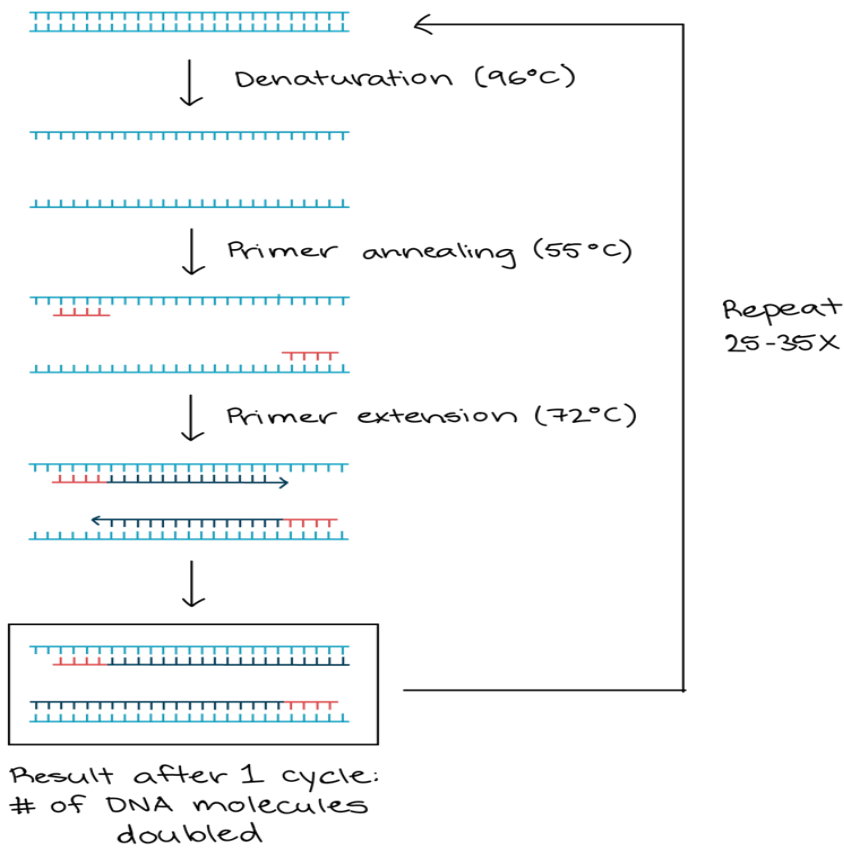 Denaturation (96°C)
Primer annealing (55°C)
Repeat
25-35X
Primer extension (72°C)
Result after 1 cycle:
# of DNA molecules
doubled